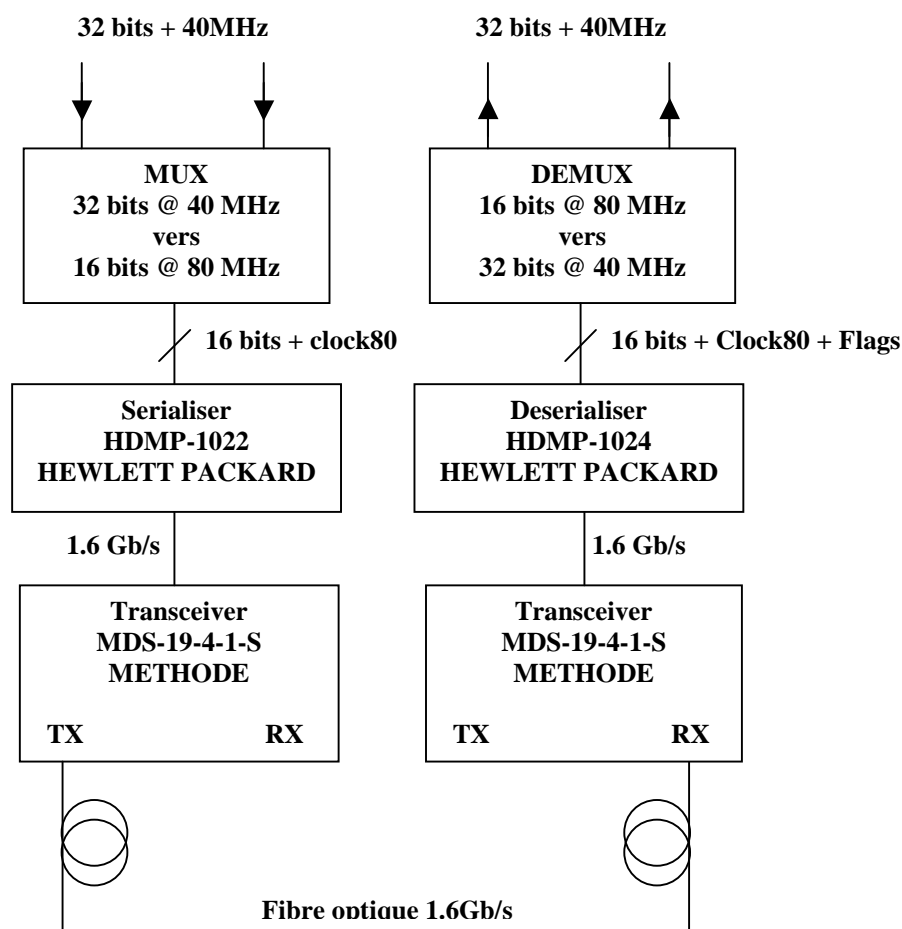 32 bits + 40MHz
32 bits + 40MHz
MUX
32 bits @ 40 MHz
vers
16 bits @ 80 MHz
DEMUX
16 bits @ 80 MHz
vers
32 bits @ 40 MHz
16 bits + clock80
16 bits + Clock80 + Flags
Serialiser
HDMP-1022
HEWLETT PACKARD
Deserialiser
HDMP-1024
HEWLETT PACKARD
1.6 Gb/s
1.6 Gb/s
Transceiver
MDS-19-4-1-S
METHODE
TX RX
Transceiver
MDS-19-4-1-S
METHODE
TX RX
Fibre optique 1.6Gb/s